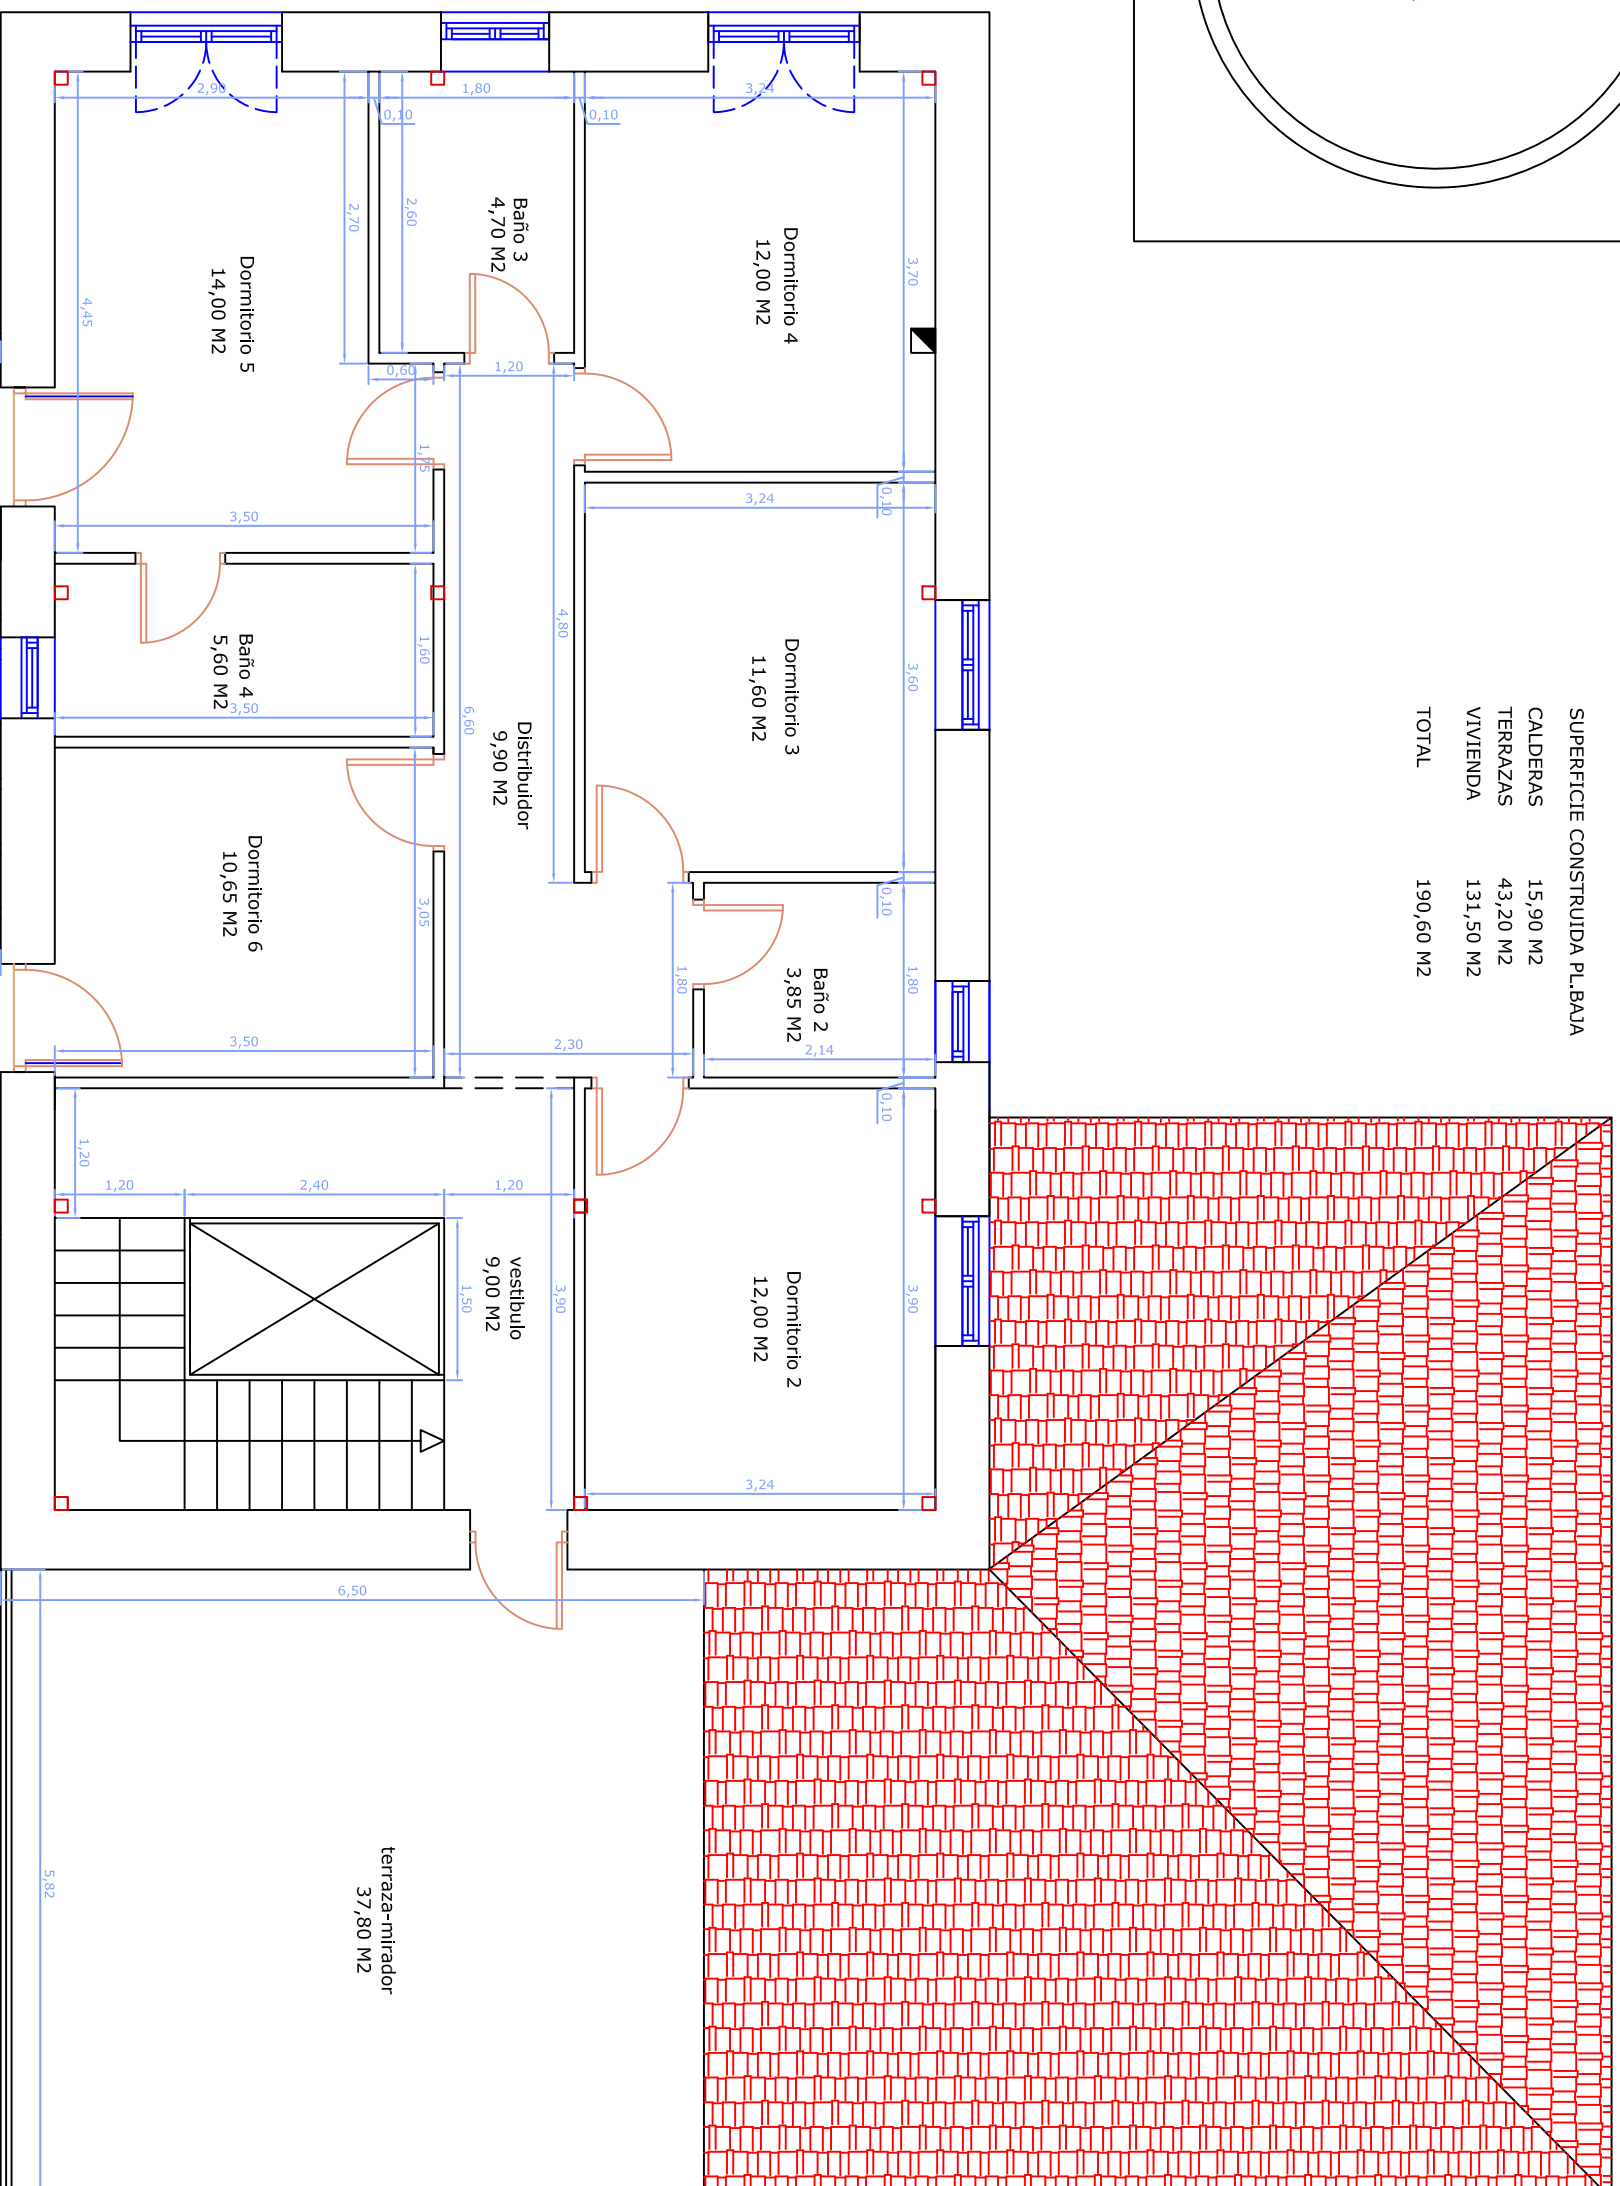 SUPERFICIE CONSTRUIDA PL.BAJA
CALDERAS 15,90 M2
TERRAZAS 43,20 M2
VIVIENDA 131,50 M2
TOTAL 190,60 M2
Dormitorio 4
12,00 M2
Dormitorio 3
11,60 M2
Baño 2
3,85 M2
Dormitorio 2
12,00 M2
Baño 3
4,70 M2
Distribuidor
9,90 M2
vestibulo
9,00 M2
Dormitorio 5
14,00 M2
Baño 4
5,60 M2
Dormitorio 6
10,65 M2
terraza-mirador
37,80 M2
2,90
0,10
1,80
0,10
3,24
3,70
2,60
2,70
4,45
0,60
1,20
1,75
3,50
3,24
0,10
4,80
3,60
1,60
6,60
3,50
0,10
3,05
1,80
1,80
3,50
2,30
2,14
0,10
1,20
1,20
2,40
1,20
1,50
3,90
3,90
3,24
6,50
5,82